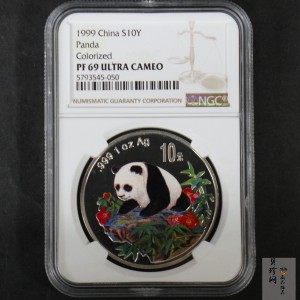 1999 China S10Y
Panda
Colorized
PF 69 ULTRA CAMEO
5793545-050
NUMISMATIC GUARANTY CORPORATION
NGC
.999 1 oz Ag
10元